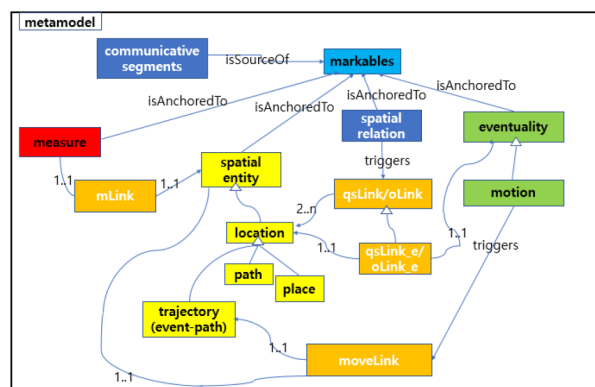 metamodel
communicative
segments
isSourceOf
markables
isAnchoredTo
isAnchoredTo
isAnchoredTo
isAnchoredTo
measure
spatial
relation
eventuality
1..1
mLink
1..1
spatial
entity
triggers
qsLink/oLink
motion
2..n
location
1..1
qsLink_e/
oLink_e
1..1
triggers
path
place
trajectory
(event-path)
1..1
moveLink
1..1